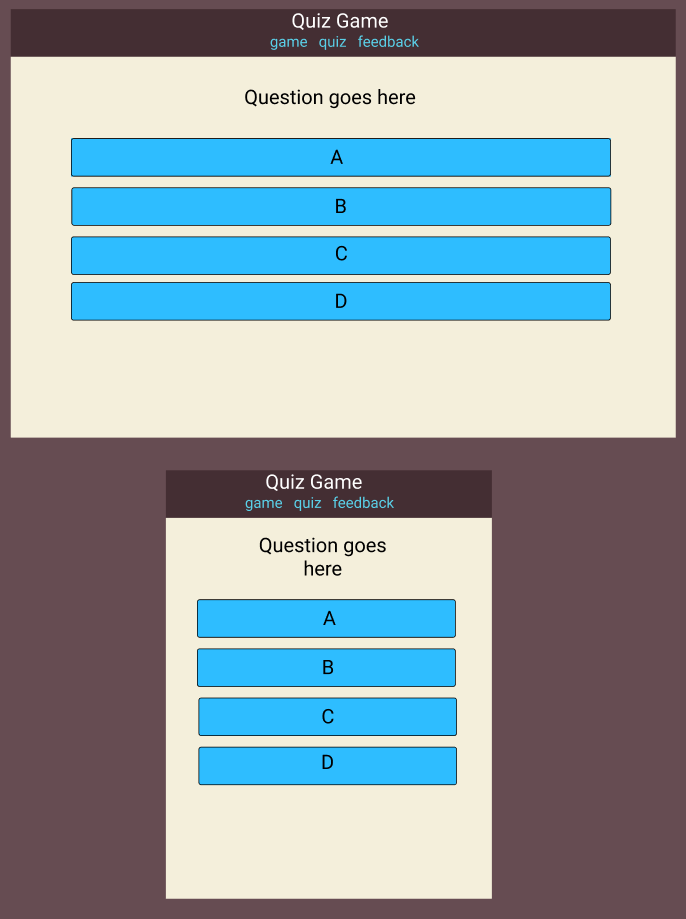 Quiz Game
game quiz feedback
Question goes here
A
B
C
D
Quiz Game
game quiz feedback
Question goes
here
A
B
C
D